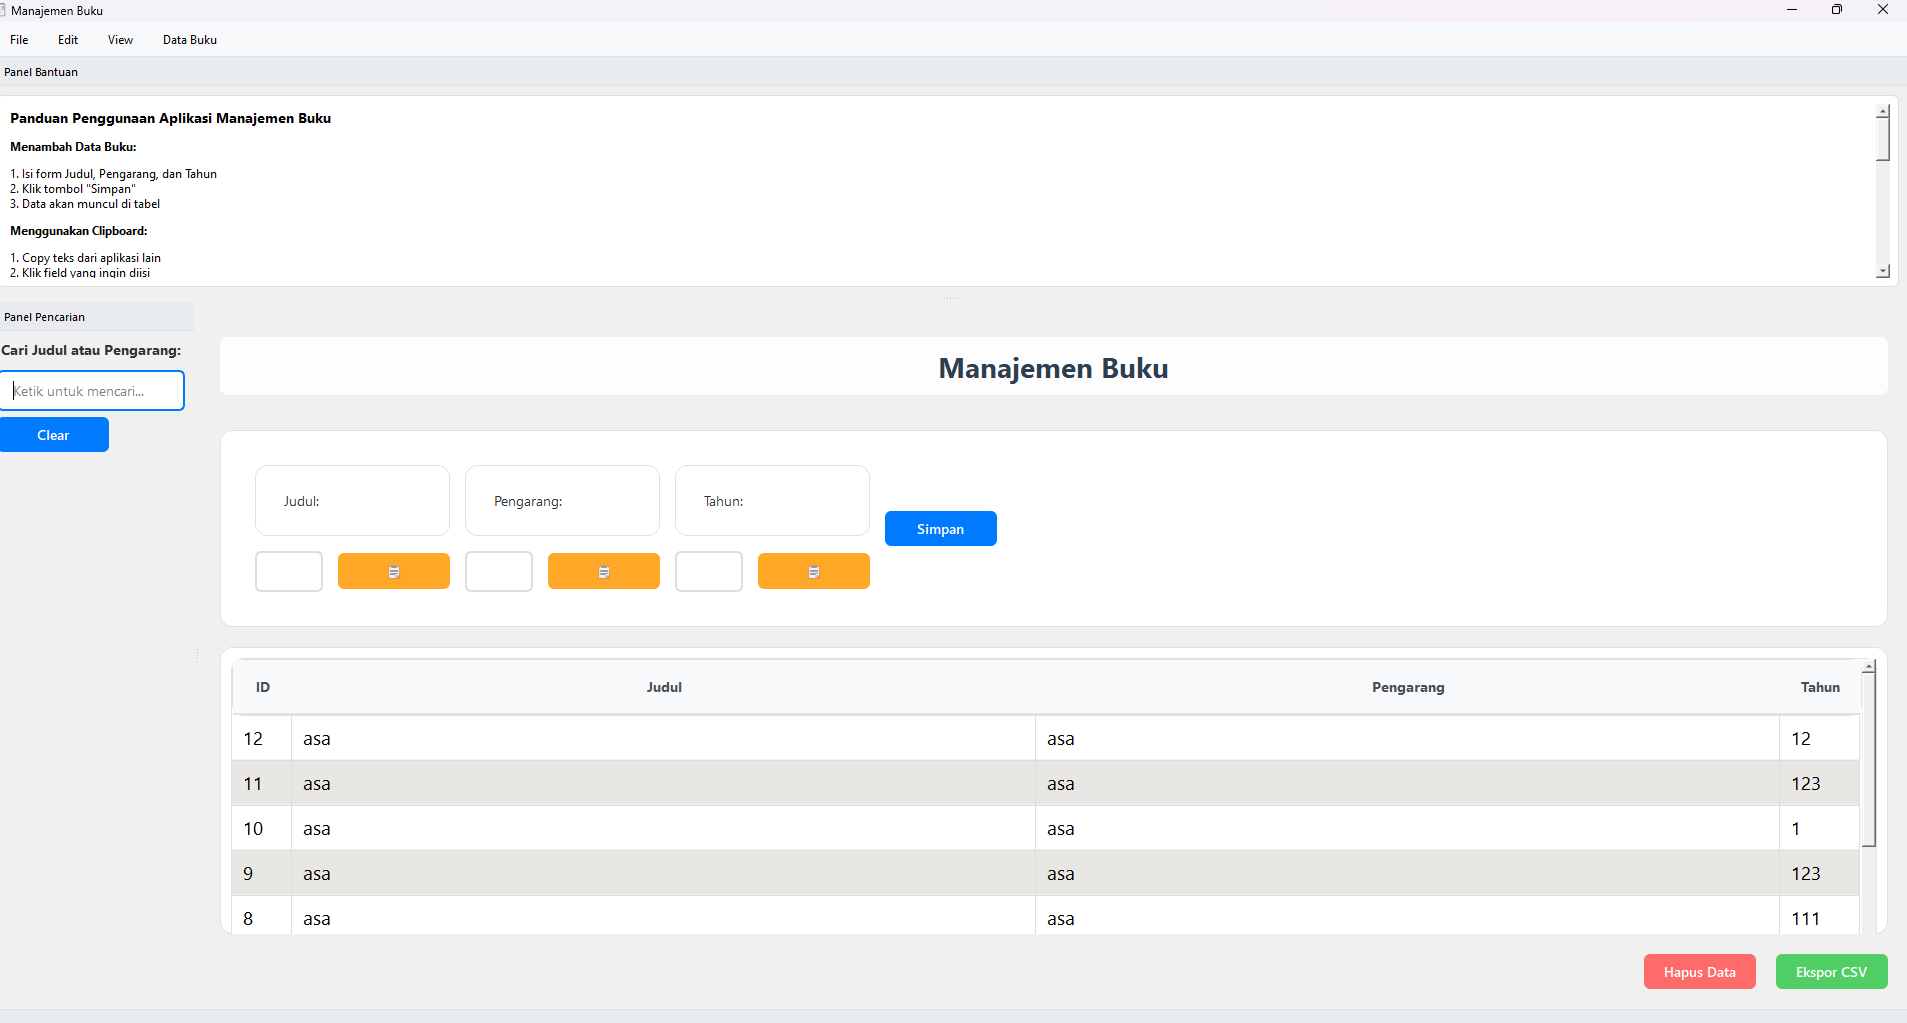 Manajemen Buku
File Edit View Data Buku
Panel Bantuan
Panduan Penggunaan Aplikasi Manajemen Buku
Menambah Data Buku:
1. Isi form Judul, Pengarang, dan Tahun
2. Klik tombol "Simpan"
3. Data akan muncul di tabel
Menggunakan Clipboard:
1. Copy teks dari aplikasi lain
2. Klik field yang ingin diisi
Panel Pencarian
Cari Judul atau Pengarang:
Ketik untuk mencari...
Clear
Manajemen Buku
Judul: Pengarang: Tahun:
Simpan
ID Judul Pengarang Tahun
12 asa asa 12
11 asa asa 123
10 asa asa 1
9 asa asa 123
8 asa asa 111
Hapus Data Ekspor CSV